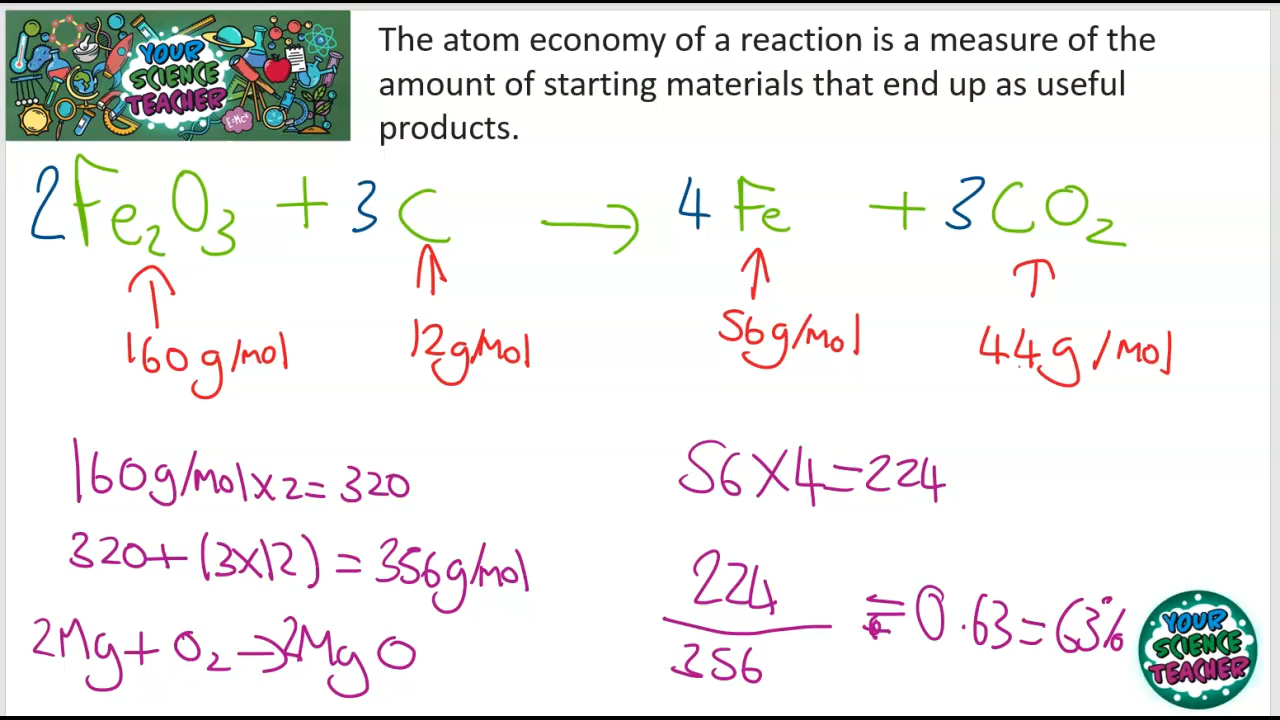 YOUR
SCIENCE
TEACHER
E=MC²
The atom economy of a reaction is a measure of the
amount of starting materials that end up as useful
products.
2Fe₂O₃ + 3C → 4Fe + 3CO₂
160g/mol 12g/mol 56g/mol 44g/mol
160g/mol x 2 = 320
56 x 4 = 224
320 + (3x12) = 356g/mol
224
356
= 0.63 = 63%
2Mg + O₂ → 2MgO
YOUR
SCIENCE
TEACHER